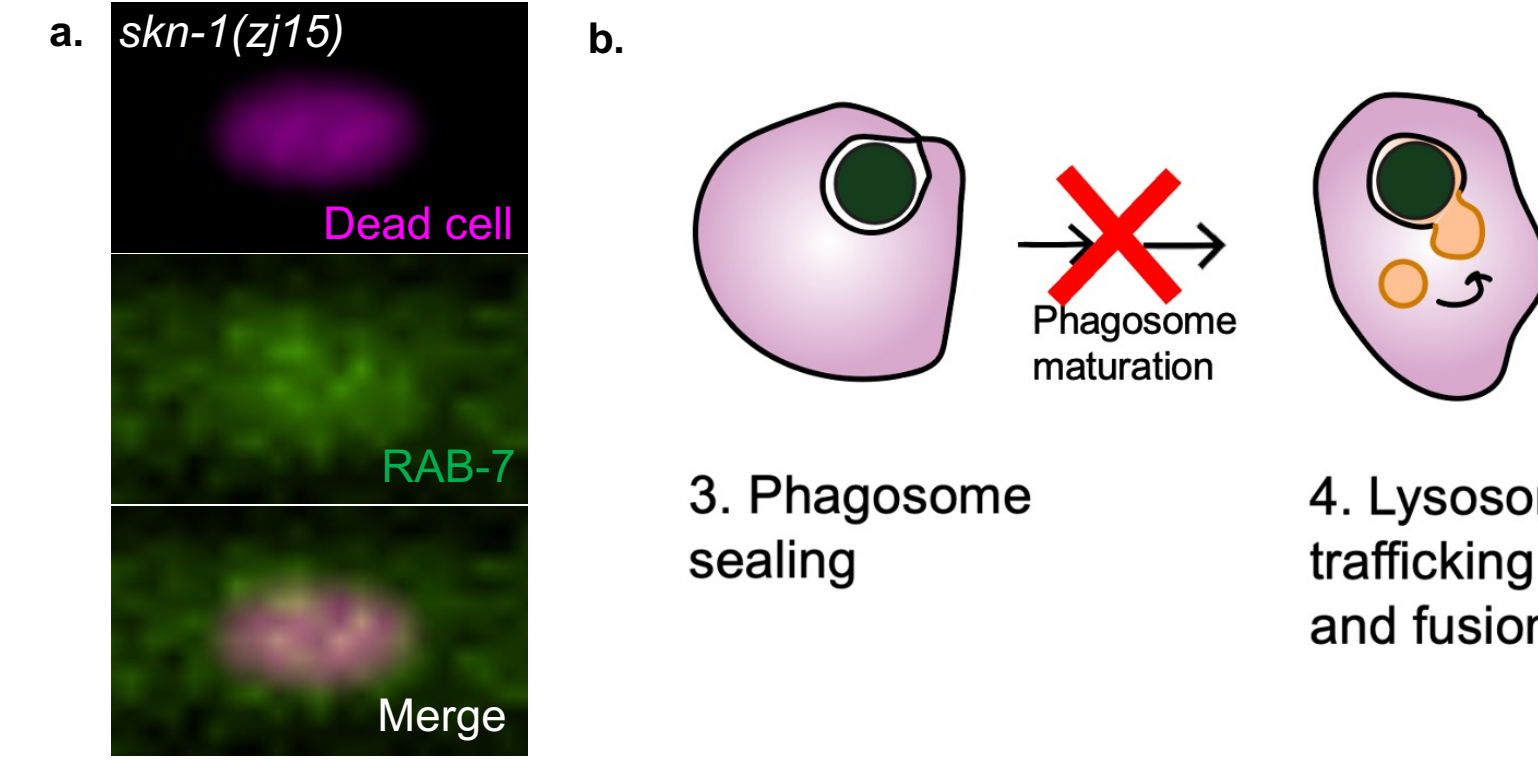 a.
skn-1(zj15)
Dead cell
RAB-7
Merge
b.
Phagosome
maturation
3. Phagosome
sealing
4. Lysoso
trafficking
and fusion